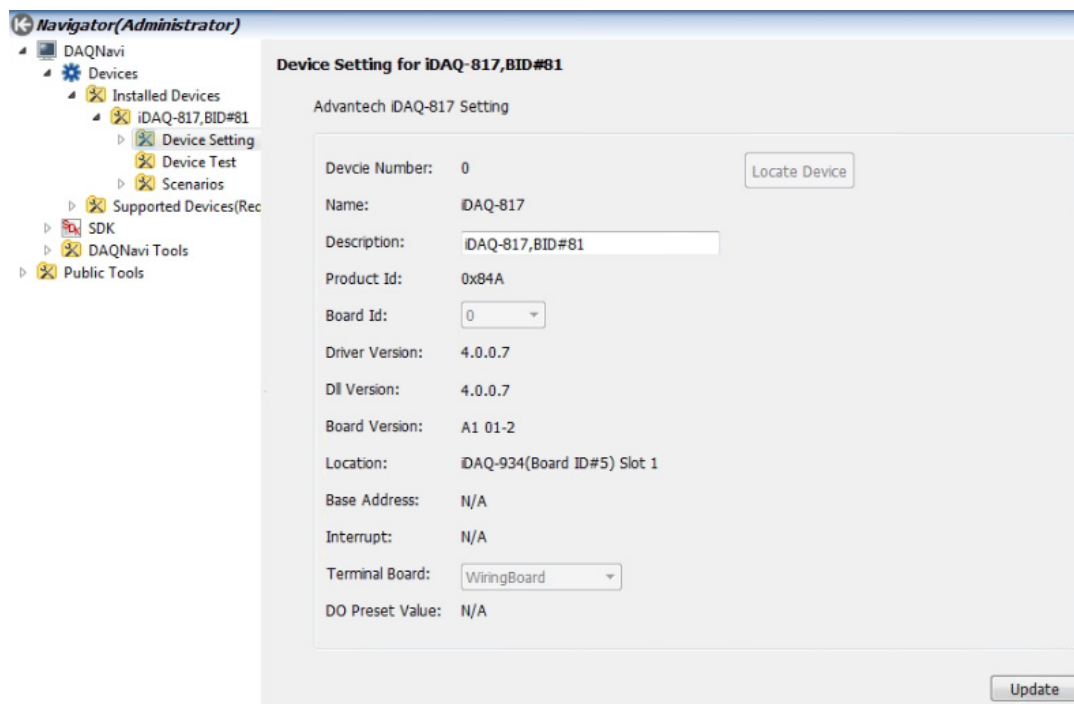 Navigator(Administrator)
DAQNavi
Devices
Installed Devices
iDAQ-817,BID#81
Device Setting
Device Test
Scenarios
Supported Devices(Rec
SDK
DAQNavi Tools
Public Tools
Device Setting for iDAQ-817,BID#81
Advantech iDAQ-817 Setting
Devcie Number: 0 Locate Device
Name: iDAQ-817
Description: iDAQ-817,BID#81
Product Id: 0x84A
Board Id: 0
Driver Version: 4.0.0.7
Dll Version: 4.0.0.7
Board Version: A1 01-2
Location: iDAQ-934(Board ID#5) Slot 1
Base Address: N/A
Interrupt: N/A
Terminal Board: WiringBoard
DO Preset Value: N/A
Update